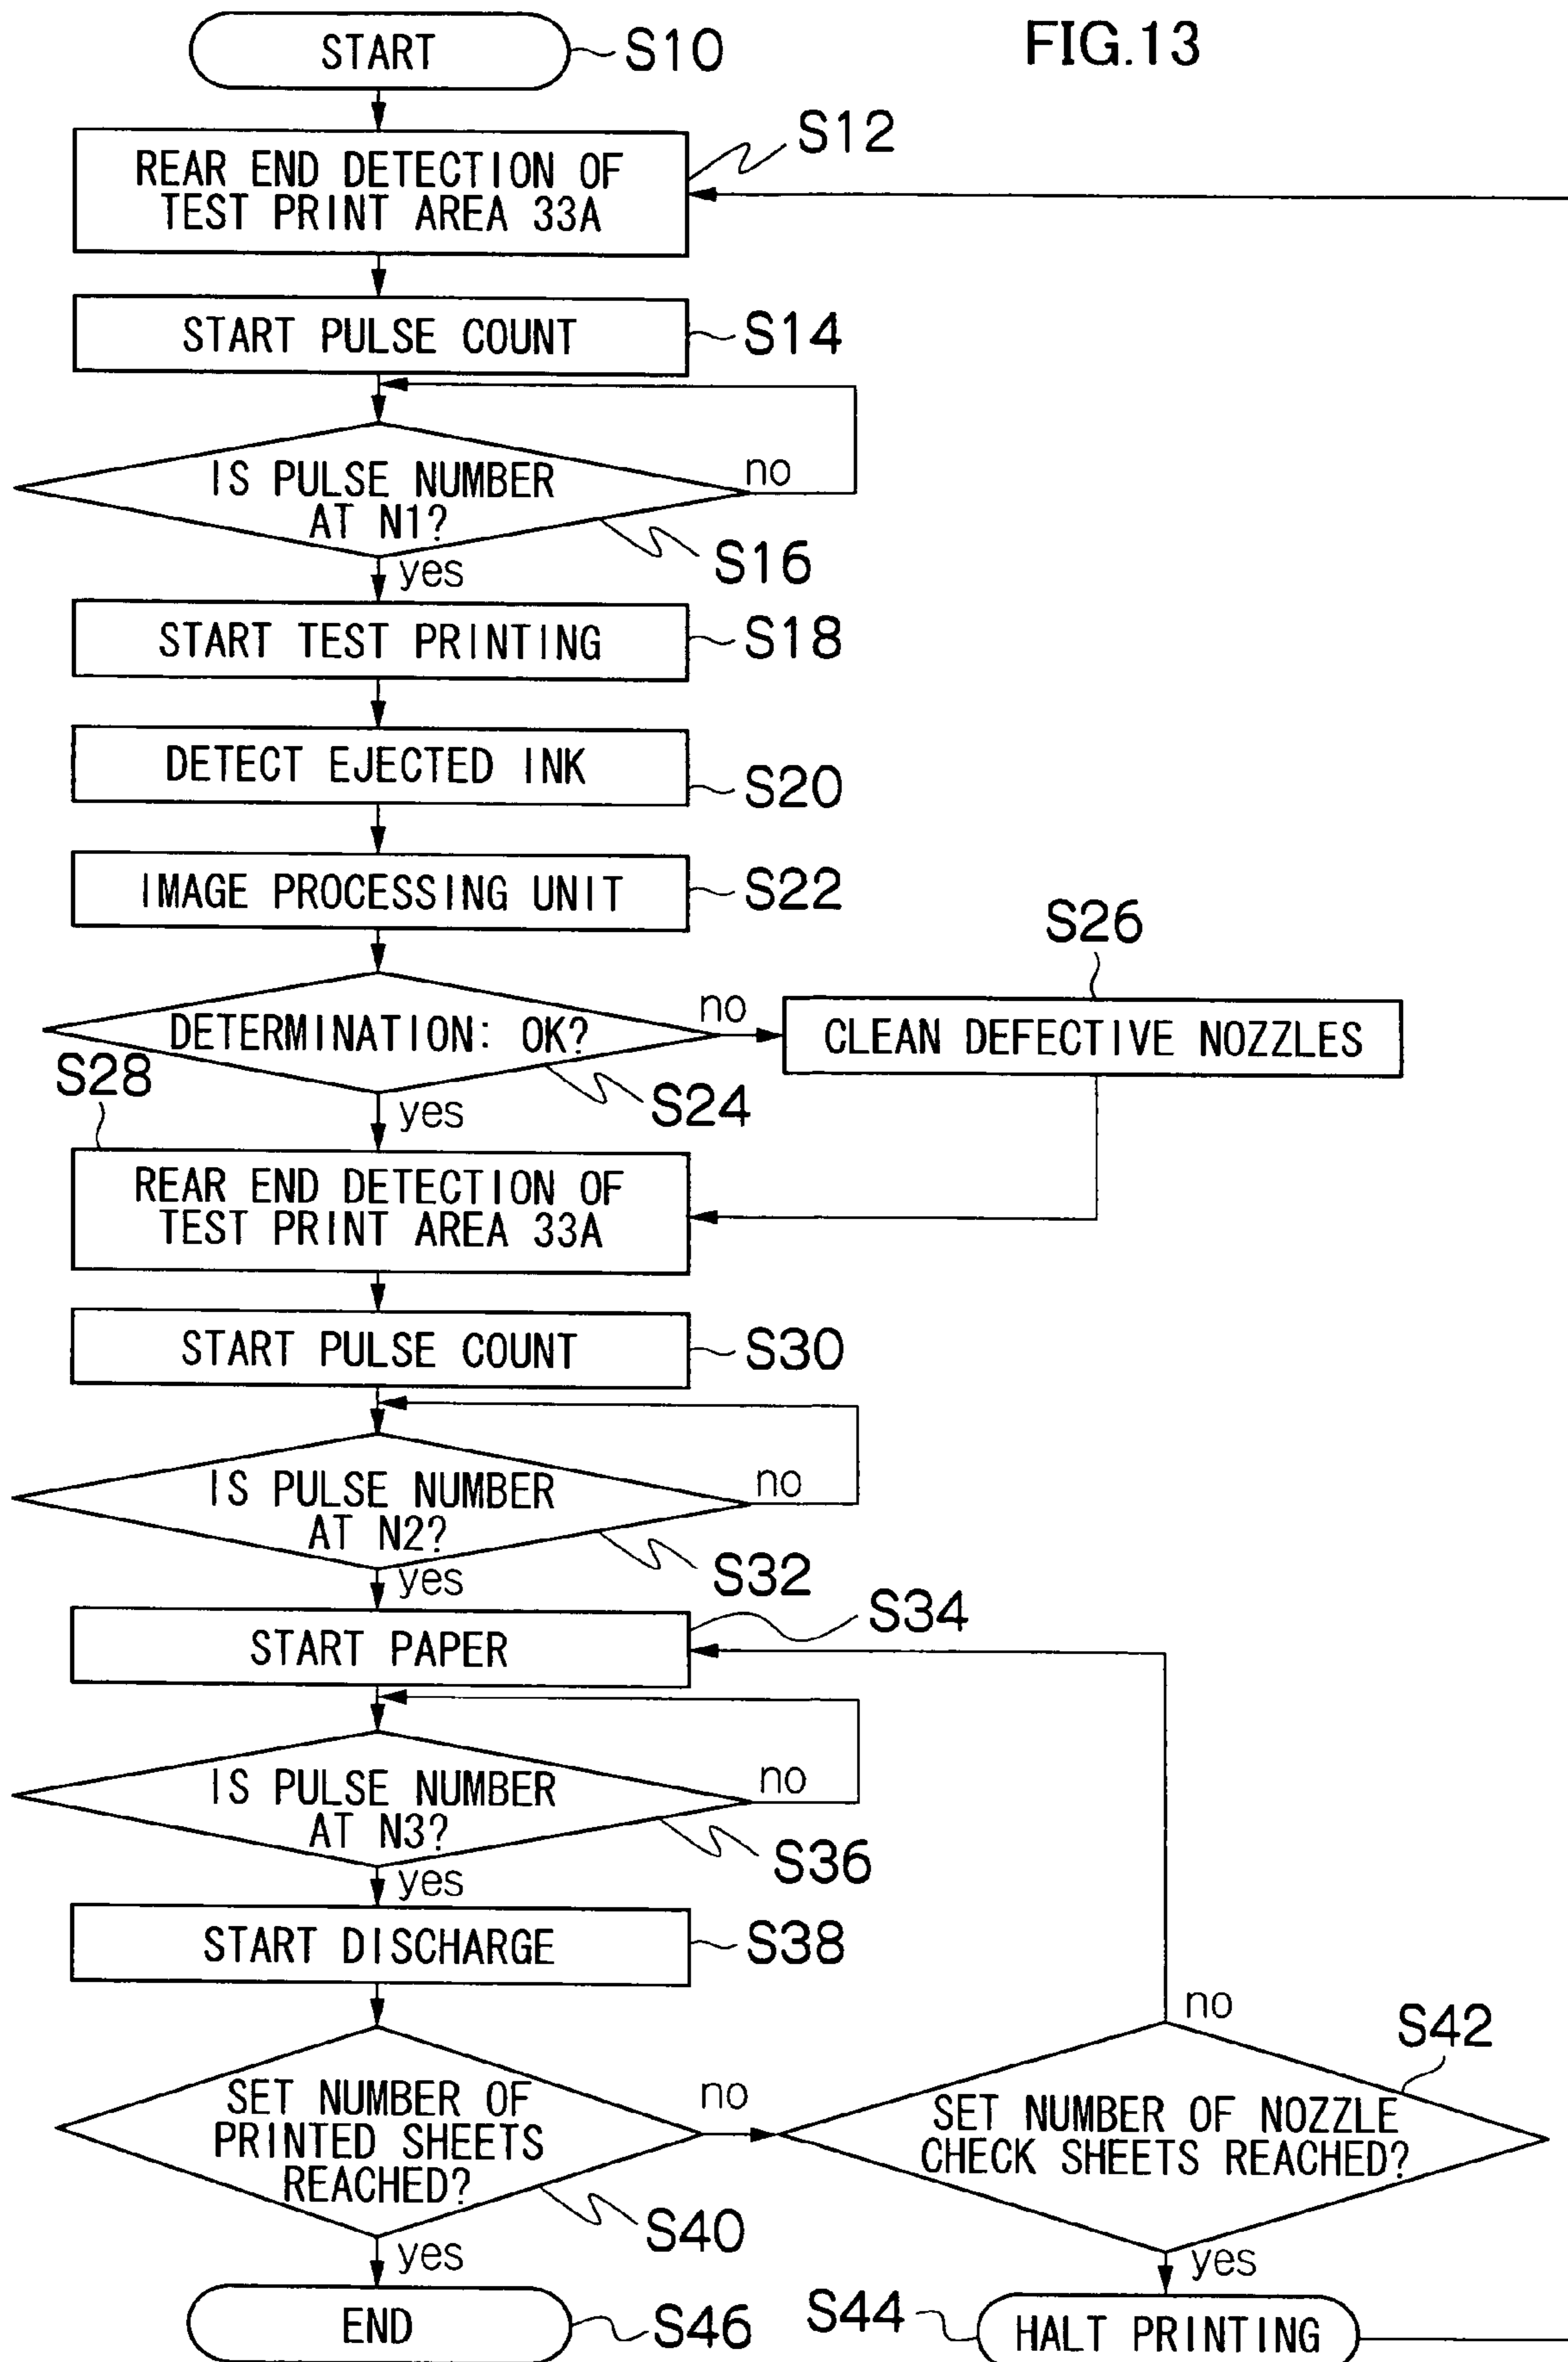 FIG.13
START
S10
REAR END DETECTION OF
TEST PRINT AREA 33A
S12
START PULSE COUNT
S14
IS PULSE NUMBER
AT N1?
no
S16
yes
START TEST PRINTING
S18
DETECT EJECTED INK
S20
IMAGE PROCESSING UNIT
S22
DETERMINATION: OK?
no
S24
yes
S26
CLEAN DEFECTIVE NOZZLES
S28
REAR END DETECTION OF
TEST PRINT AREA 33A
START PULSE COUNT
S30
IS PULSE NUMBER
AT N2?
no
S32
yes
START PAPER
S34
IS PULSE NUMBER
AT N3?
no
S36
yes
START DISCHARGE
S38
SET NUMBER OF
PRINTED SHEETS
REACHED?
no
S40
yes
SET NUMBER OF NOZZLE
CHECK SHEETS REACHED?
no
S42
yes
END
S46
S44
HALT PRINTING